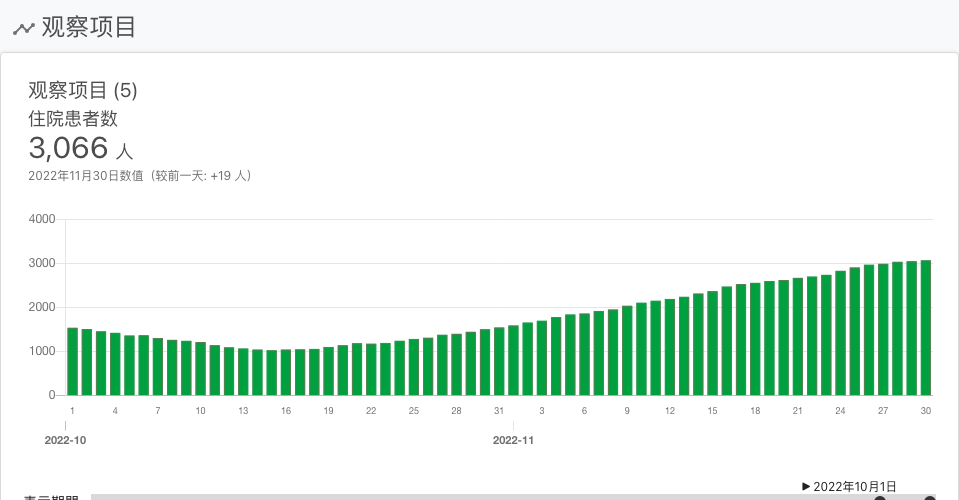 观察项目
观察项目 (5)
住院患者数
3,066 人
2022年11月30日数值（较前一天: +19 人）
4000
3000
2000
1000
0
1 4 7 10 13 16 19 22 25 28 31 3 6 9 12 15 18 21 24 27 30
2022-10 2022-11
▶ 2022年10月1日
表示期間